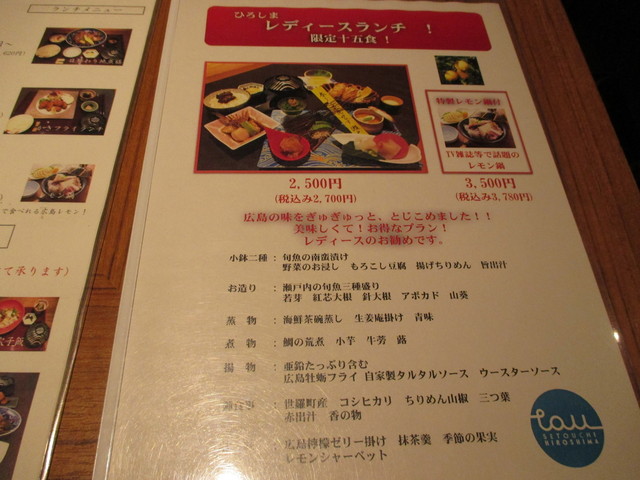 ランチメニュー
ひろしま
レディースランチ ！
限定十五食！
特製レモン鍋付
TV雑誌等で話題の
レモン鍋
2,500円
(税込み2,700円)
3,500円
(税込み3,780円)
広島の味をぎゅぎゅっと、とじこめました！！
美味しくて！お得なプラン！
レディースのお勧めです。
小鉢二種 ： 旬魚の南蛮漬け
野菜のお浸し もろこし豆腐 揚げちりめん 旨出汁
お造り ： 瀬戸内の旬魚三種盛り
若芽 紅芯大根 針大根 アボカド 山葵
蒸 物 ： 海鮮茶碗蒸し 生姜庵掛け 青味
煮 物 ： 鯛の荒煮 小芋 牛蒡 蕗
揚 物 ： 亜鉛たっぷり含む
広島牡蛎フライ 自家製タルタルソース ウースターソース
世羅町産 コシヒカリ ちりめん山椒 三つ葉
赤出汁 香の物
広島檸檬ゼリー掛け 抹茶羹 季節の果実
レモンシャーベット
tau
SETOUCHI
HIROSHIMA
て承ります)